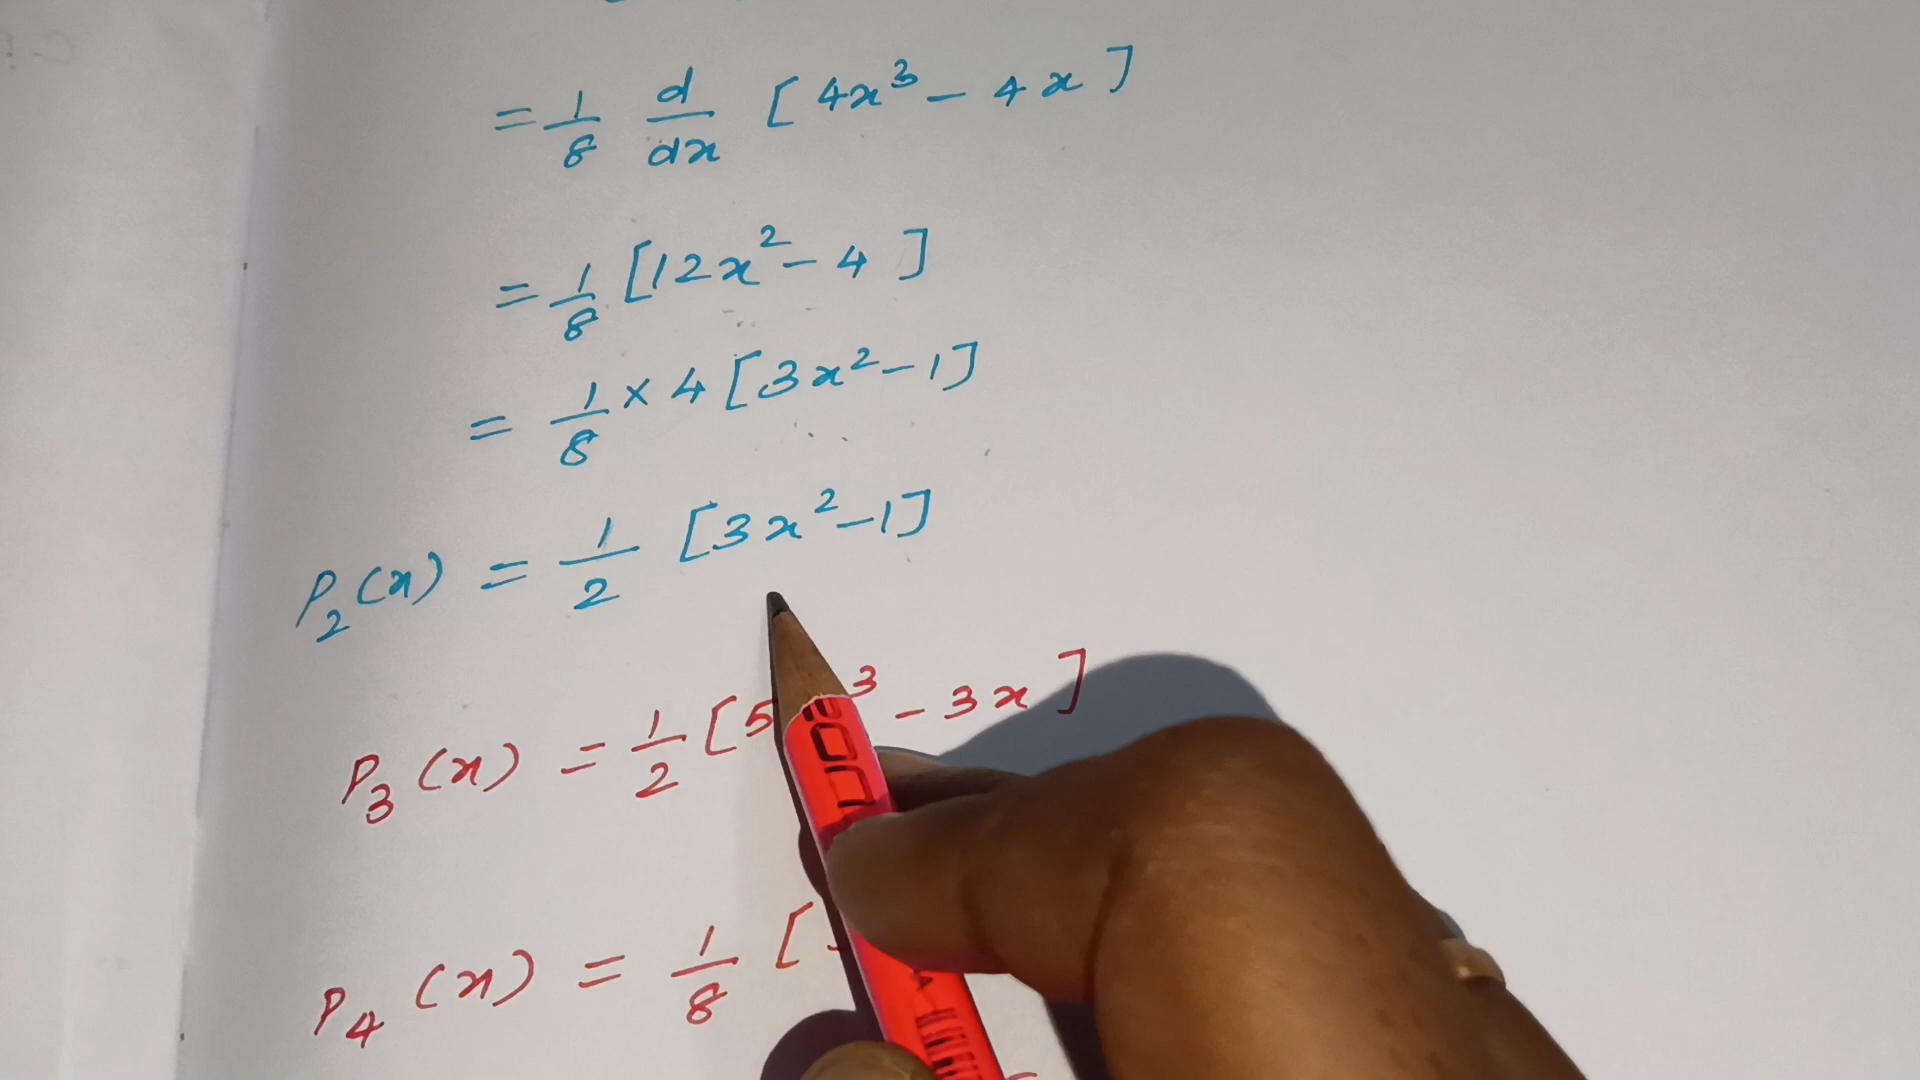 = 1/8 d/dx [4x³ - 4x]
= 1/8 [12x² - 4]
= 1/8 × 4 [3x² - 1]
P₂(x) = 1/2 [3x² - 1]
P₃(x) = 1/2 [5 ³ - 3x]
P₄(x) = 1/8 [